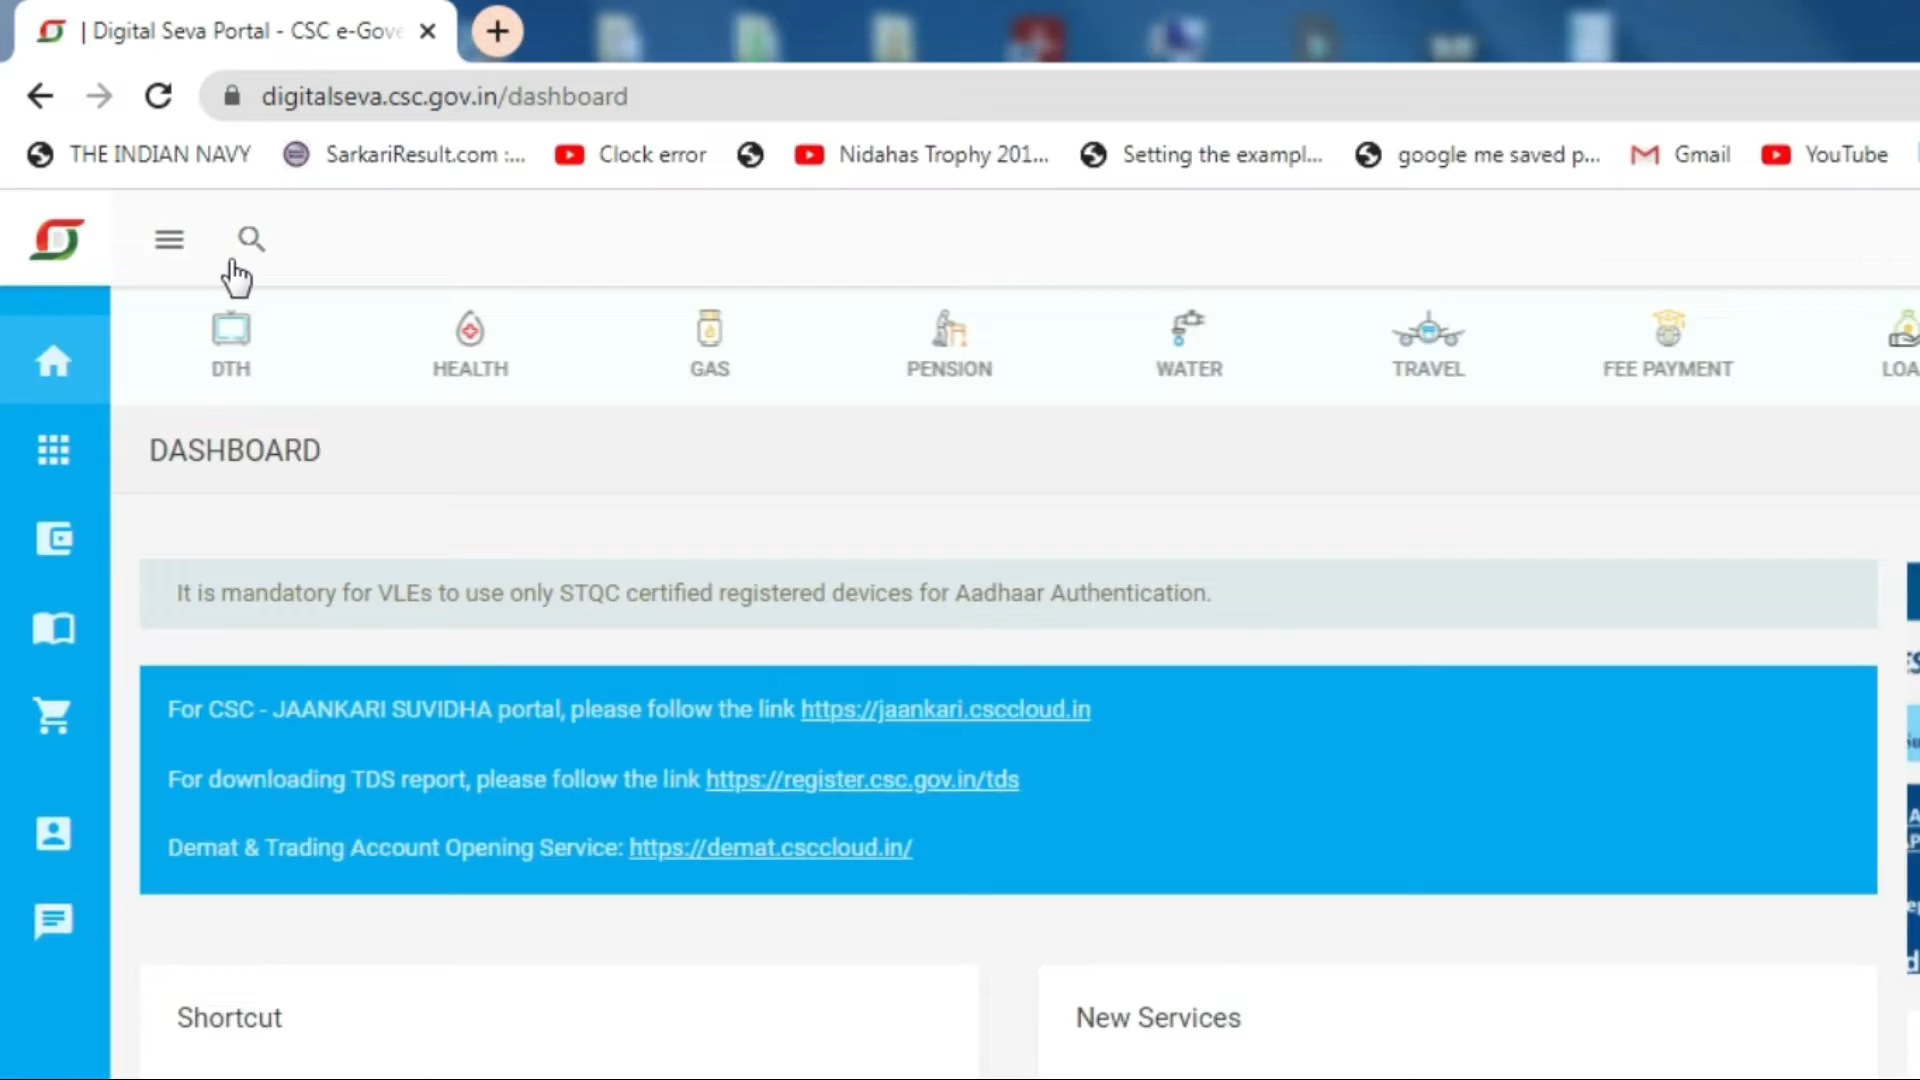 | Digital Seva Portal - CSC e-Gove
digitalseva.csc.gov.in/dashboard
THE INDIAN NAVY SarkariResult.com :... Clock error Nidahas Trophy 201... Setting the exampl... google me saved p... Gmail YouTube
DTH HEALTH GAS PENSION WATER TRAVEL FEE PAYMENT LOA
DASHBOARD
It is mandatory for VLEs to use only STQC certified registered devices for Aadhaar Authentication.
For CSC - JAANKARI SUVIDHA portal, please follow the link https://jaankari.csccloud.in
For downloading TDS report, please follow the link https://register.csc.gov.in/tds
Demat & Trading Account Opening Service: https://demat.csccloud.in/
Shortcut New Services